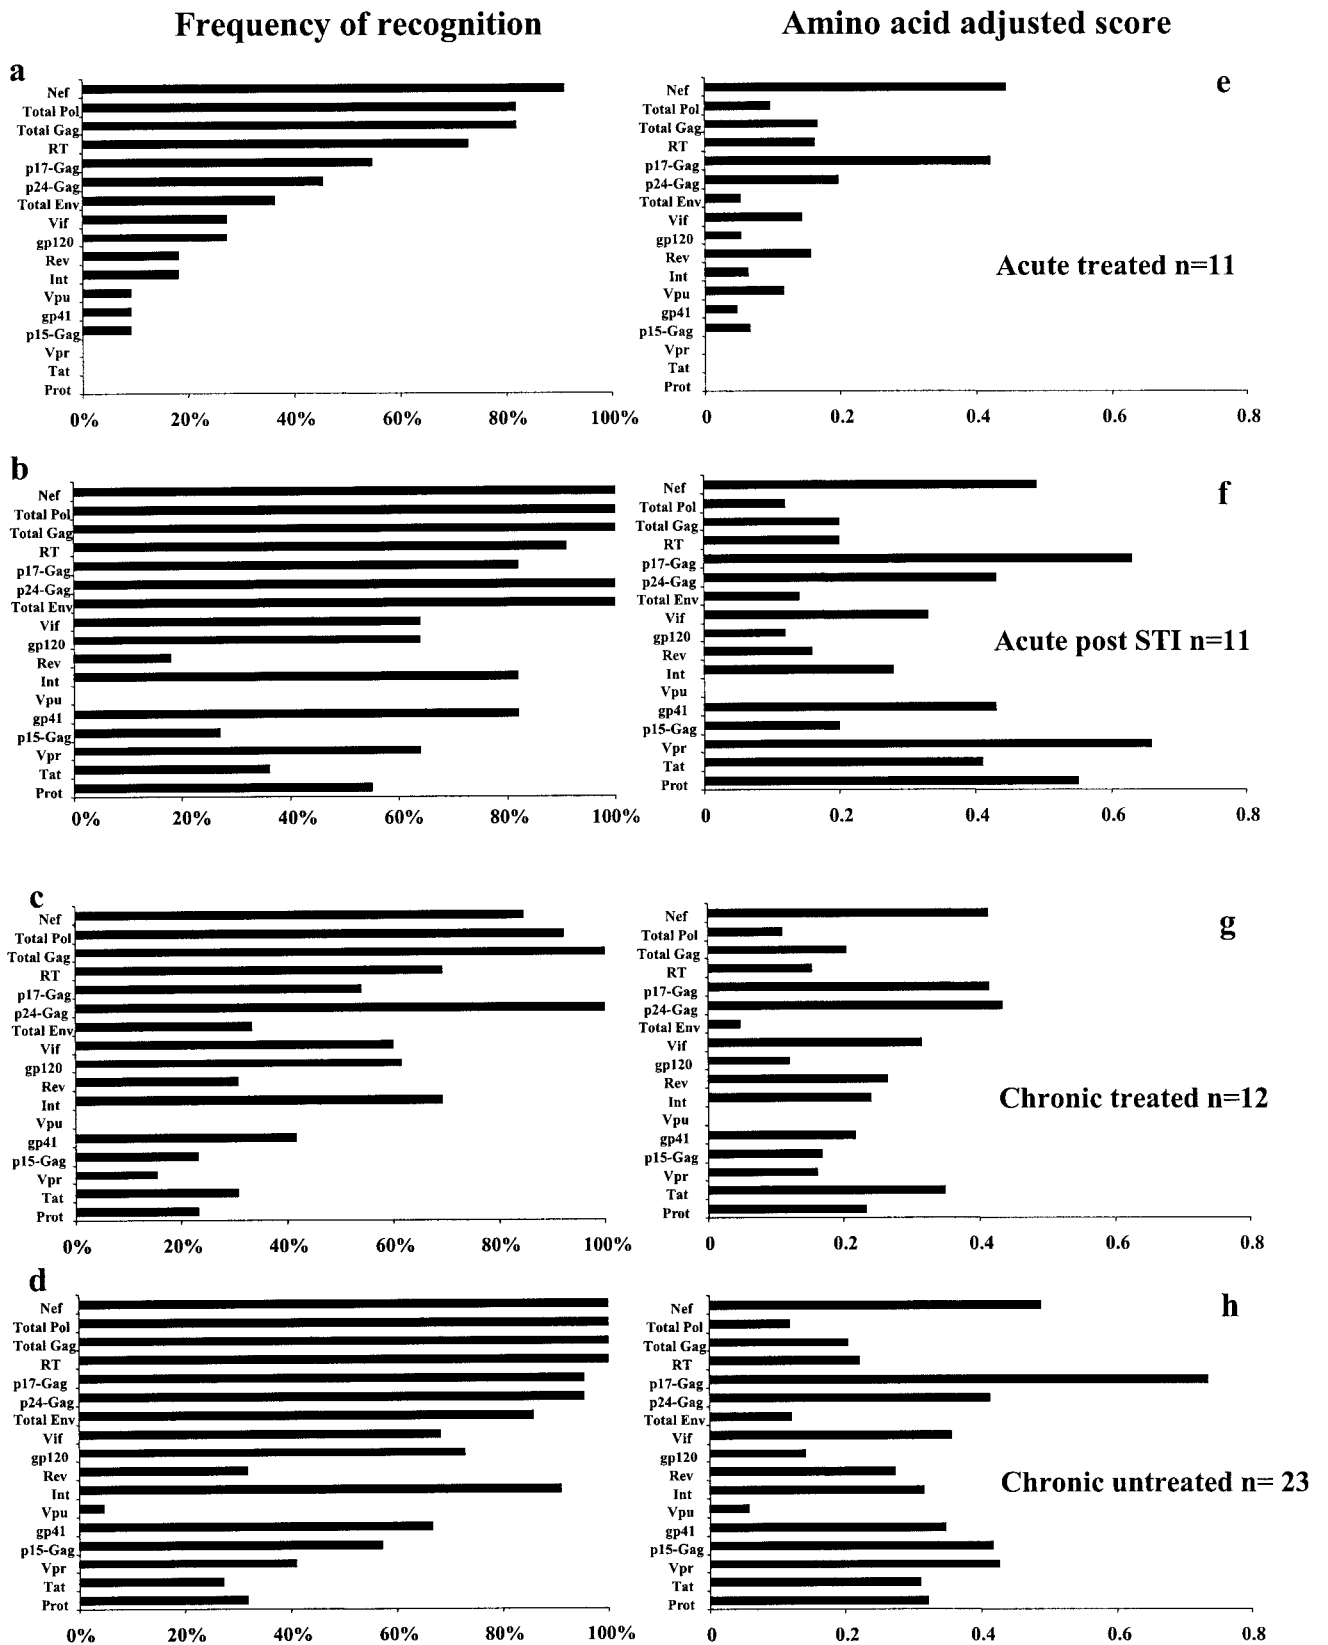 Frequency of recognition
Amino acid adjusted score
a
Nef
Total Pol
Total Gag
RT
p17-Gag
p24-Gag
Total Env
Vif
gp120
Rev
Int
Vpu
gp41
p15-Gag
Vpr
Tat
Prot
0% 20% 40% 60% 80% 100%
e
Nef
Total Pol
Total Gag
RT
p17-Gag
p24-Gag
Total Env
Vif
gp120
Rev
Int
Vpu
gp41
p15-Gag
Vpr
Tat
Prot
Acute treated n=11
0 0.2 0.4 0.6 0.8
b
Nef
Total Pol
Total Gag
RT
p17-Gag
p24-Gag
Total Env
Vif
gp120
Rev
Int
Vpu
gp41
p15-Gag
Vpr
Tat
Prot
0% 20% 40% 60% 80% 100%
f
Nef
Total Pol
Total Gag
RT
p17-Gag
p24-Gag
Total Env
Vif
gp120
Rev
Int
Vpu
gp41
p15-Gag
Vpr
Tat
Prot
Acute post STI n=11
0 0.2 0.4 0.6 0.8
c
Nef
Total Pol
Total Gag
RT
p17-Gag
p24-Gag
Total Env
Vif
gp120
Rev
Int
Vpu
gp41
p15-Gag
Vpr
Tat
Prot
0% 20% 40% 60% 80% 100%
g
Nef
Total Pol
Total Gag
RT
p17-Gag
p24-Gag
Total Env
Vif
gp120
Rev
Int
Vpu
gp41
p15-Gag
Vpr
Tat
Prot
Chronic treated n=12
0 0.2 0.4 0.6 0.8
d
Nef
Total Pol
Total Gag
RT
p17-Gag
p24-Gag
Total Env
Vif
gp120
Rev
Int
Vpu
gp41
p15-Gag
Vpr
Tat
Prot
0% 20% 40% 60% 80% 100%
h
Nef
Total Pol
Total Gag
RT
p17-Gag
p24-Gag
Total Env
Vif
gp120
Rev
Int
Vpu
gp41
p15-Gag
Vpr
Tat
Prot
Chronic untreated n= 23
0 0.2 0.4 0.6 0.8